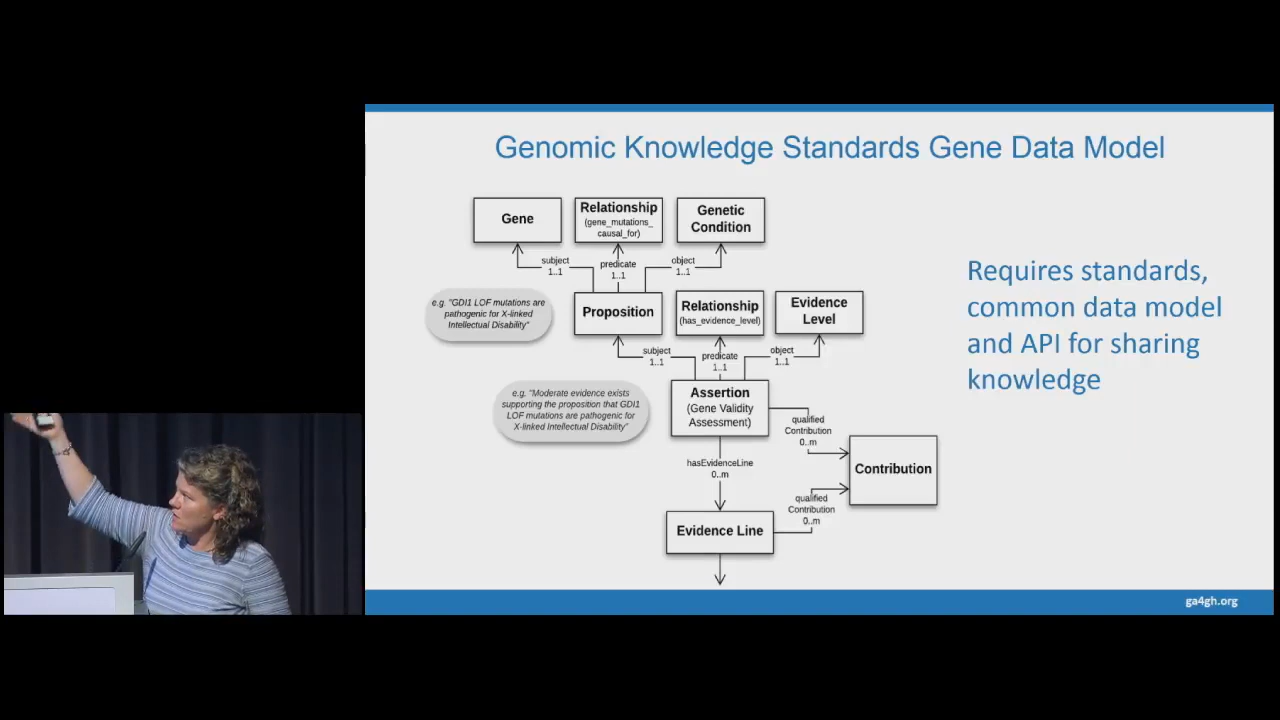 Genomic Knowledge Standards Gene Data Model
Gene
Relationship
(gene_mutations_
causal_for)
Genetic
Condition
subject
1..1
predicate
1..1
object
1..1
e.g. "GDI1 LOF mutations are
pathogenic for X-linked
Intellectual Disability"
Proposition
Relationship
(has_evidence_level)
Evidence
Level
subject
1..1
predicate
1..1
object
1..1
e.g. "Moderate evidence exists
supporting the proposition that GDI1
LOF mutations are pathogenic for
X-linked Intellectual Disability"
Assertion
(Gene Validity
Assessment)
qualified
Contribution
0..m
hasEvidenceLine
0..m
Contribution
qualified
Contribution
0..m
Evidence Line
Requires standards,
common data model
and API for sharing
knowledge
ga4gh.org